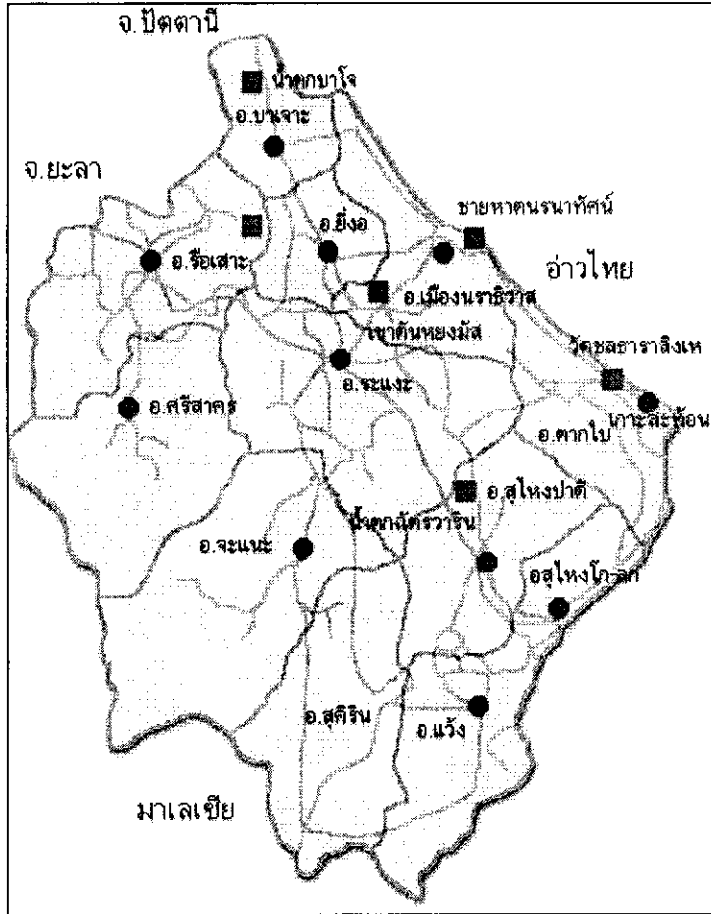 จ.ปัตตานี
น้ำตกบาโจ
อ.บาเจาะ
จ.ยะลา
ชายหาดนรนาทัศน์
อ.ยี่งอ
อ.รือเสาะ
อ่าวไทย
อ.เมืองนราธิวาส
เขาตันหยงมัส
วัดชลธาราสิงเห
อ.ระแงะ
อ.ศรีสาคร
เกาะสะท้อน
อ.ตากใบ
อ.สุไหงปาดี
น้ำตกฉัตรวาริน
อ.จะแนะ
อสุไหงโก-ลก
อ.สุคิริน
อ.แว้ง
มาเลเซีย